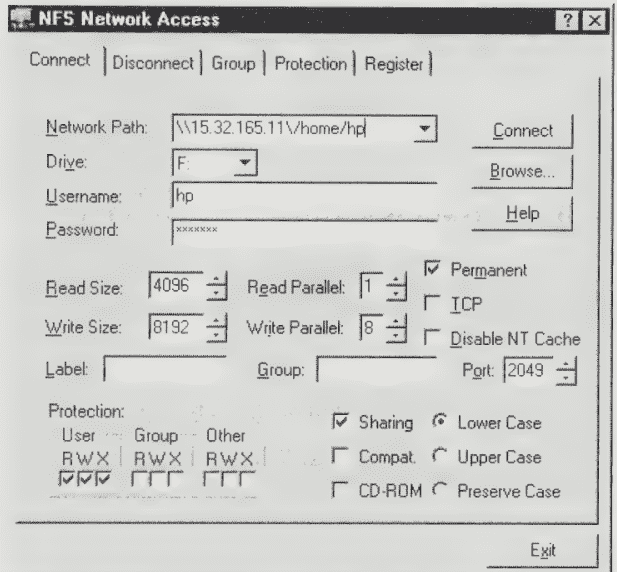 NFS Network Access ? ×
Connect Disconnect Group Protection Register
Network Path: \\15.32.165.11\/home/hp Connect
Drive: F: Browse...
Username: hp
Help
Password: *******
Permanent
Read Size: 4096 Read Parallel: 1
TCP
Write Size: 8192 Write Parallel: 8
Disable NT Cache
Label: Group: Port: 2049
Protection:
Sharing Lower Case
User Group Other
RWX RWX RWX
Compat. Upper Case
CD-ROM Preserve Case
Exit